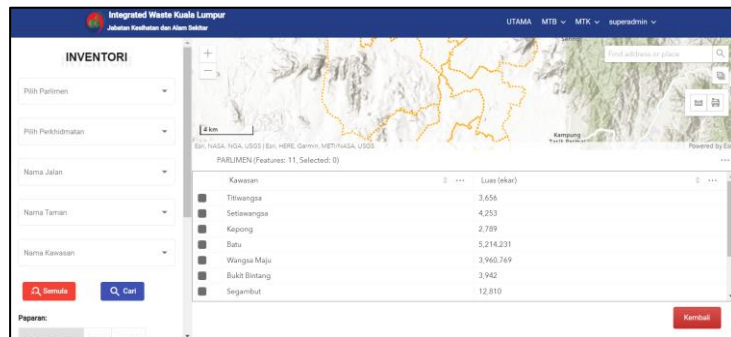 Integrated Waste Kuala Lumpur
Jabatan Kesihatan dan Alam Sekitar
UTAMA MTB MTK superadmin
INVENTORI
Pilih Parlimen
Pilih Perkhidmatan
Nama Jalan
Nama Taman
Nama Kawasan
Semula
Cari
Paparan:
+
−
Find address or place
4 km
Kampung
Esri, NASA, NGA, USGS | Esri, HERE, Garmin, METI/NASA, USGS
Powered by Esri
PARLIMEN (Features: 11, Selected: 0)
Kawasan Luas (ekar)
Titiwangsa 3,656
Setiawangsa 4,253
Kepong 2,789
Batu 5,214.231
Wangsa Maju 3,960.769
Bukit Bintang 3,942
Segambut 12,810
Kembali